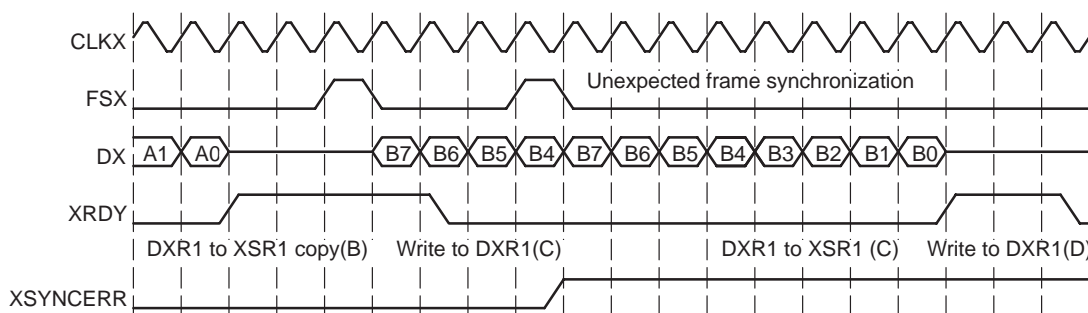 CLKX
FSX
Unexpected frame synchronization
DX
A1 A0 B7 B6 B5 B4 B7 B6 B5 B4 B3 B2 B1 B0
XRDY
DXR1 to XSR1 copy(B) Write to DXR1(C) DXR1 to XSR1 (C) Write to DXR1(D)
XSYNCERR